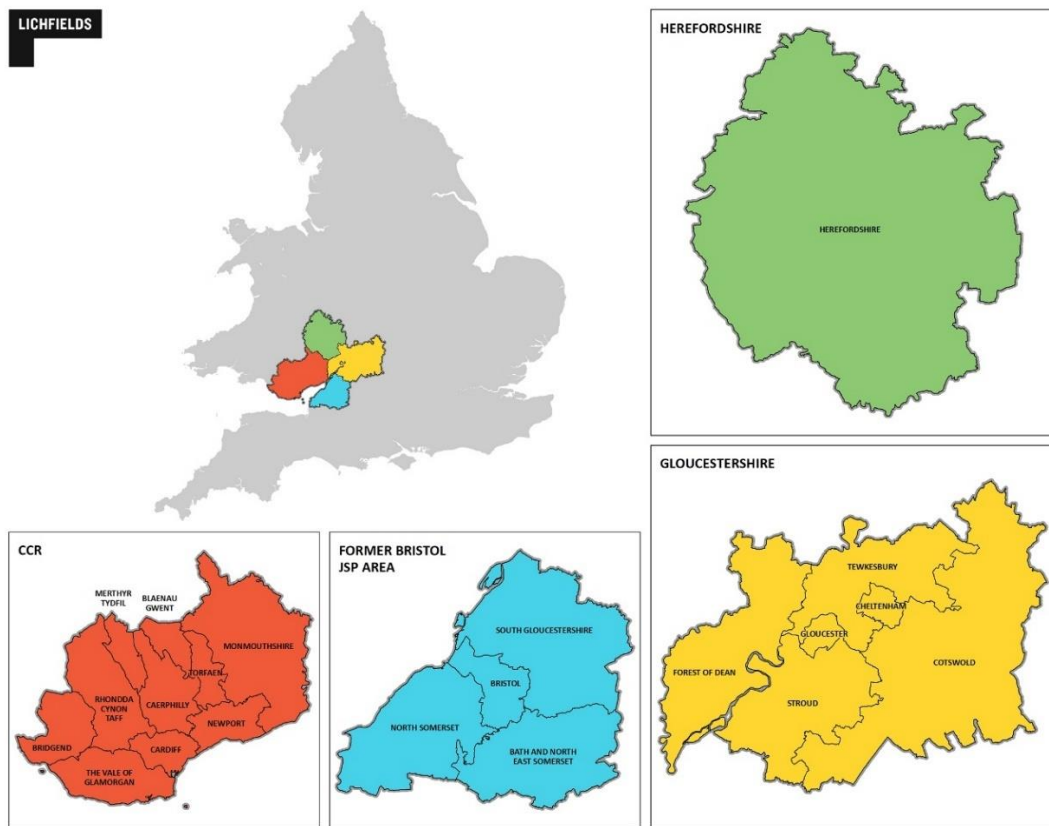 LICHFIELDS
HEREFORDSHIRE
HEREFORDSHIRE
GLOUCESTERSHIRE
TEWKESBURY
CHELTENHAM
GLOUCESTER
FOREST OF DEAN
COTSWOLD
STROUD
CCR
MERTHYR
TYDFIL
BLAENAU
GWENT
MONMOUTHSHIRE
TORFAEN
RHONDDA
CYNON
TAFF
CAERPHILLY
NEWPORT
BRIDGEND
CARDIFF
THE VALE OF
GLAMORGAN
FORMER BRISTOL
JSP AREA
SOUTH GLOUCESTERSHIRE
BRISTOL
NORTH SOMERSET
BATH AND NORTH
EAST SOMERSET